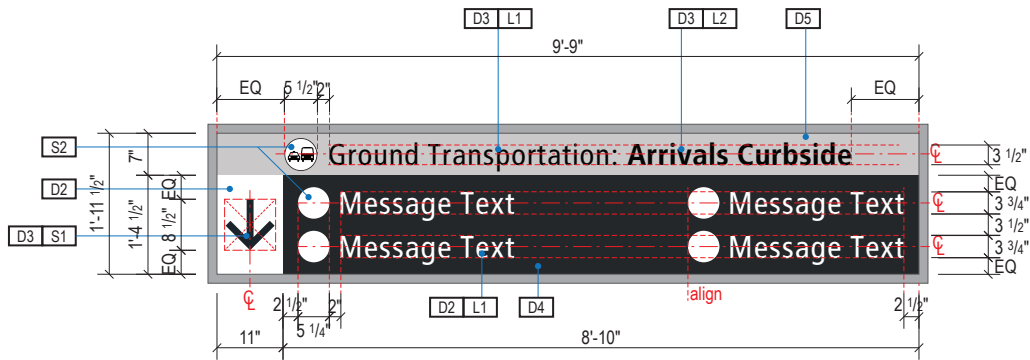 D3 L1 D3 L2 D5
9'-9"
EQ 5 1/2" 2" EQ
S2
D2
D3 S1
1'-11 1/2"
7"
1'-4 1/2"
EQ
8 1/2"
EQ
Ground Transportation: Arrivals Curbside
Message Text Message Text
Message Text Message Text
℄
℄
℄
3 1/2"
EQ
3 3/4"
3 1/2"
3 3/4"
EQ
℄
2 1/2" 2"
5 1/4"
D2 L1 D4
align
2 1/2"
11" 8'-10"